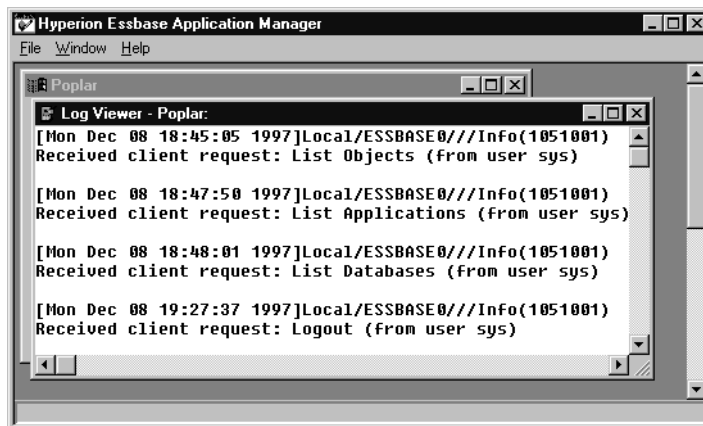 Hyperion Essbase Application Manager
File Window Help
Poplar
Log Viewer - Poplar:
[Mon Dec 08 18:45:05 1997]Local/ESSBASE0///Info(1051001)
Received client request: List Objects (from user sys)
[Mon Dec 08 18:47:50 1997]Local/ESSBASE0///Info(1051001)
Received client request: List Applications (from user sys)
[Mon Dec 08 18:48:01 1997]Local/ESSBASE0///Info(1051001)
Received client request: List Databases (from user sys)
[Mon Dec 08 19:27:37 1997]Local/ESSBASE0///Info(1051001)
Received client request: Logout (from user sys)